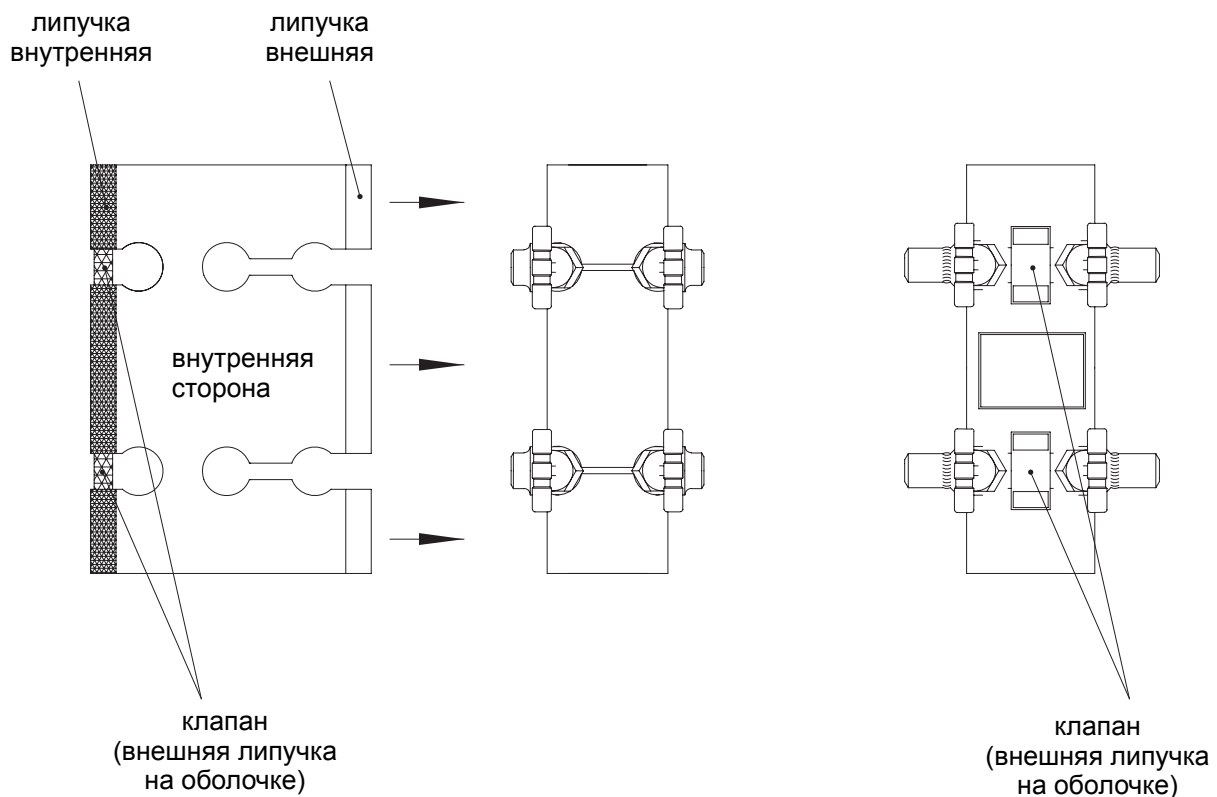 липучка
внутренняя
липучка
внешняя
внутренняя
сторона
клапан
(внешняя липучка
на оболочке)
клапан
(внешняя липучка
на оболочке)